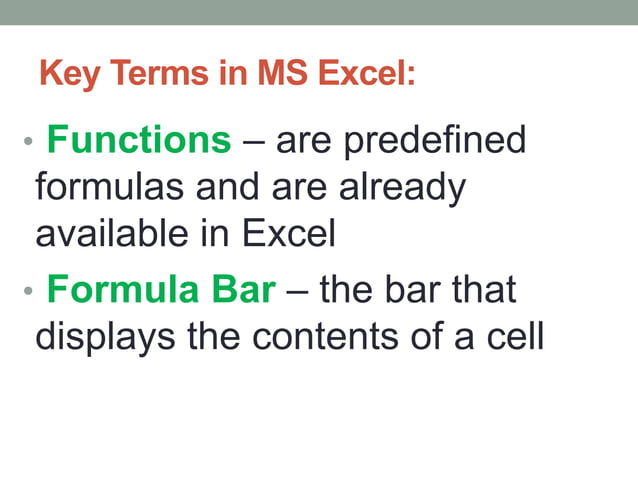 Key Terms in MS Excel:
• Functions – are predefined
formulas and are already
available in Excel
• Formula Bar – the bar that
displays the contents of a cell